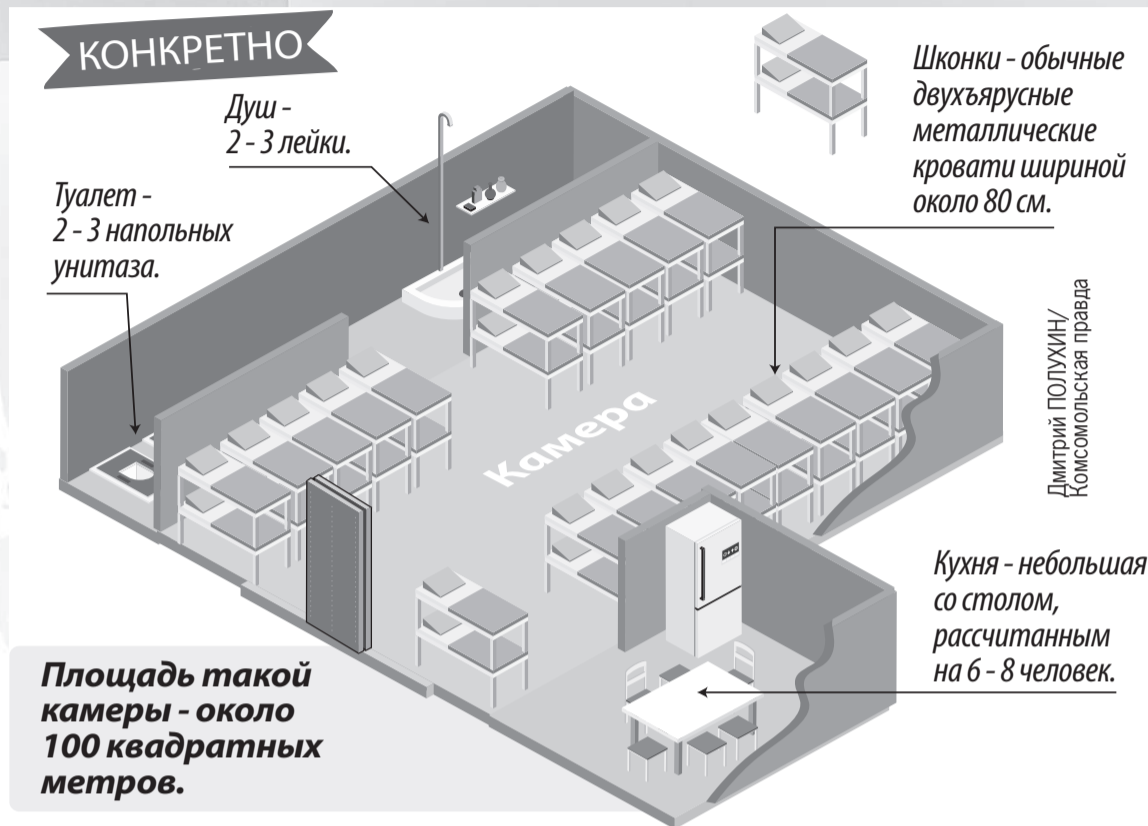 КОНКРЕТНО
Душ -
2 - 3 лейки.
Туалет -
2 - 3 напольных
унитаза.
Шконки - обычные
двухъярусные
металлические
кровати шириной
около 80 см.
Дмитрий ПОЛУХИН/
Комсомольская правда
Камера
Кухня - небольшая
со столом,
рассчитанным
на 6 - 8 человек.
Площадь такой
камеры - около
100 квадратных
метров.